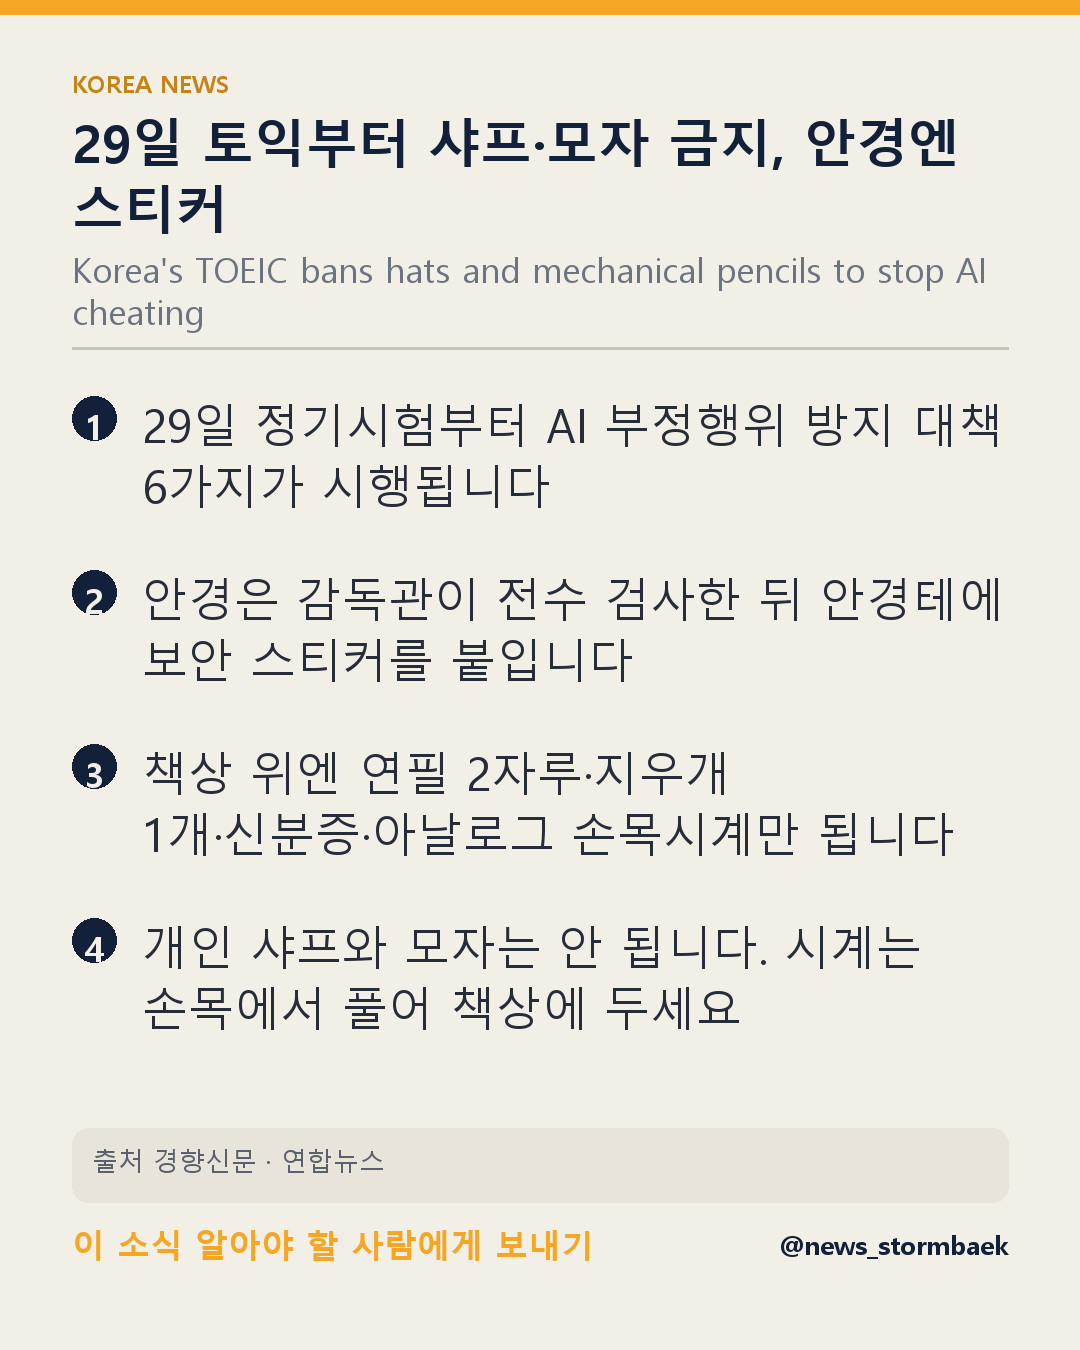 KOREA NEWS
29일 토익부터 샤프·모자 금지, 안경엔
스티커
Korea's TOEIC bans hats and mechanical pencils to stop AI
cheating
1 29일 정기시험부터 AI 부정행위 방지 대책
6가지가 시행됩니다
2 안경은 감독관이 전수 검사한 뒤 안경테에
보안 스티커를 붙입니다
3 책상 위엔 연필 2자루·지우개
1개·신분증·아날로그 손목시계만 됩니다
4 개인 샤프와 모자는 안 됩니다. 시계는
손목에서 풀어 책상에 두세요
출처 경향신문 · 연합뉴스
이 소식 알아야 할 사람에게 보내기
@news_stormbaek